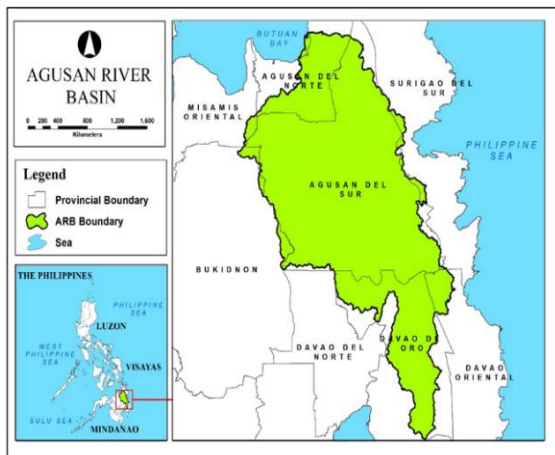 AGUSAN RIVER
BASIN
0 200 400 800 1,200 1,600
Kilometers
Legend
Provincial Boundary
ARB Boundary
Sea
THE PHILIPPINES
PHILIPPINE
SEA
LUZON
WEST
PHILIPPINE
SEA
VISAYAS
SULU SEA
MINDANAO
BUTUAN
BAY
AGUSAN DEL
NORTE
SURIGAO DEL
SUR
MISAMIS
ORIENTAL
PHILIPPINE
SEA
AGUSAN DEL
SUR
BUKIDNON
DAVAO DEL
NORTE
DAVAO DE
ORO
DAVAO
ORIENTAL